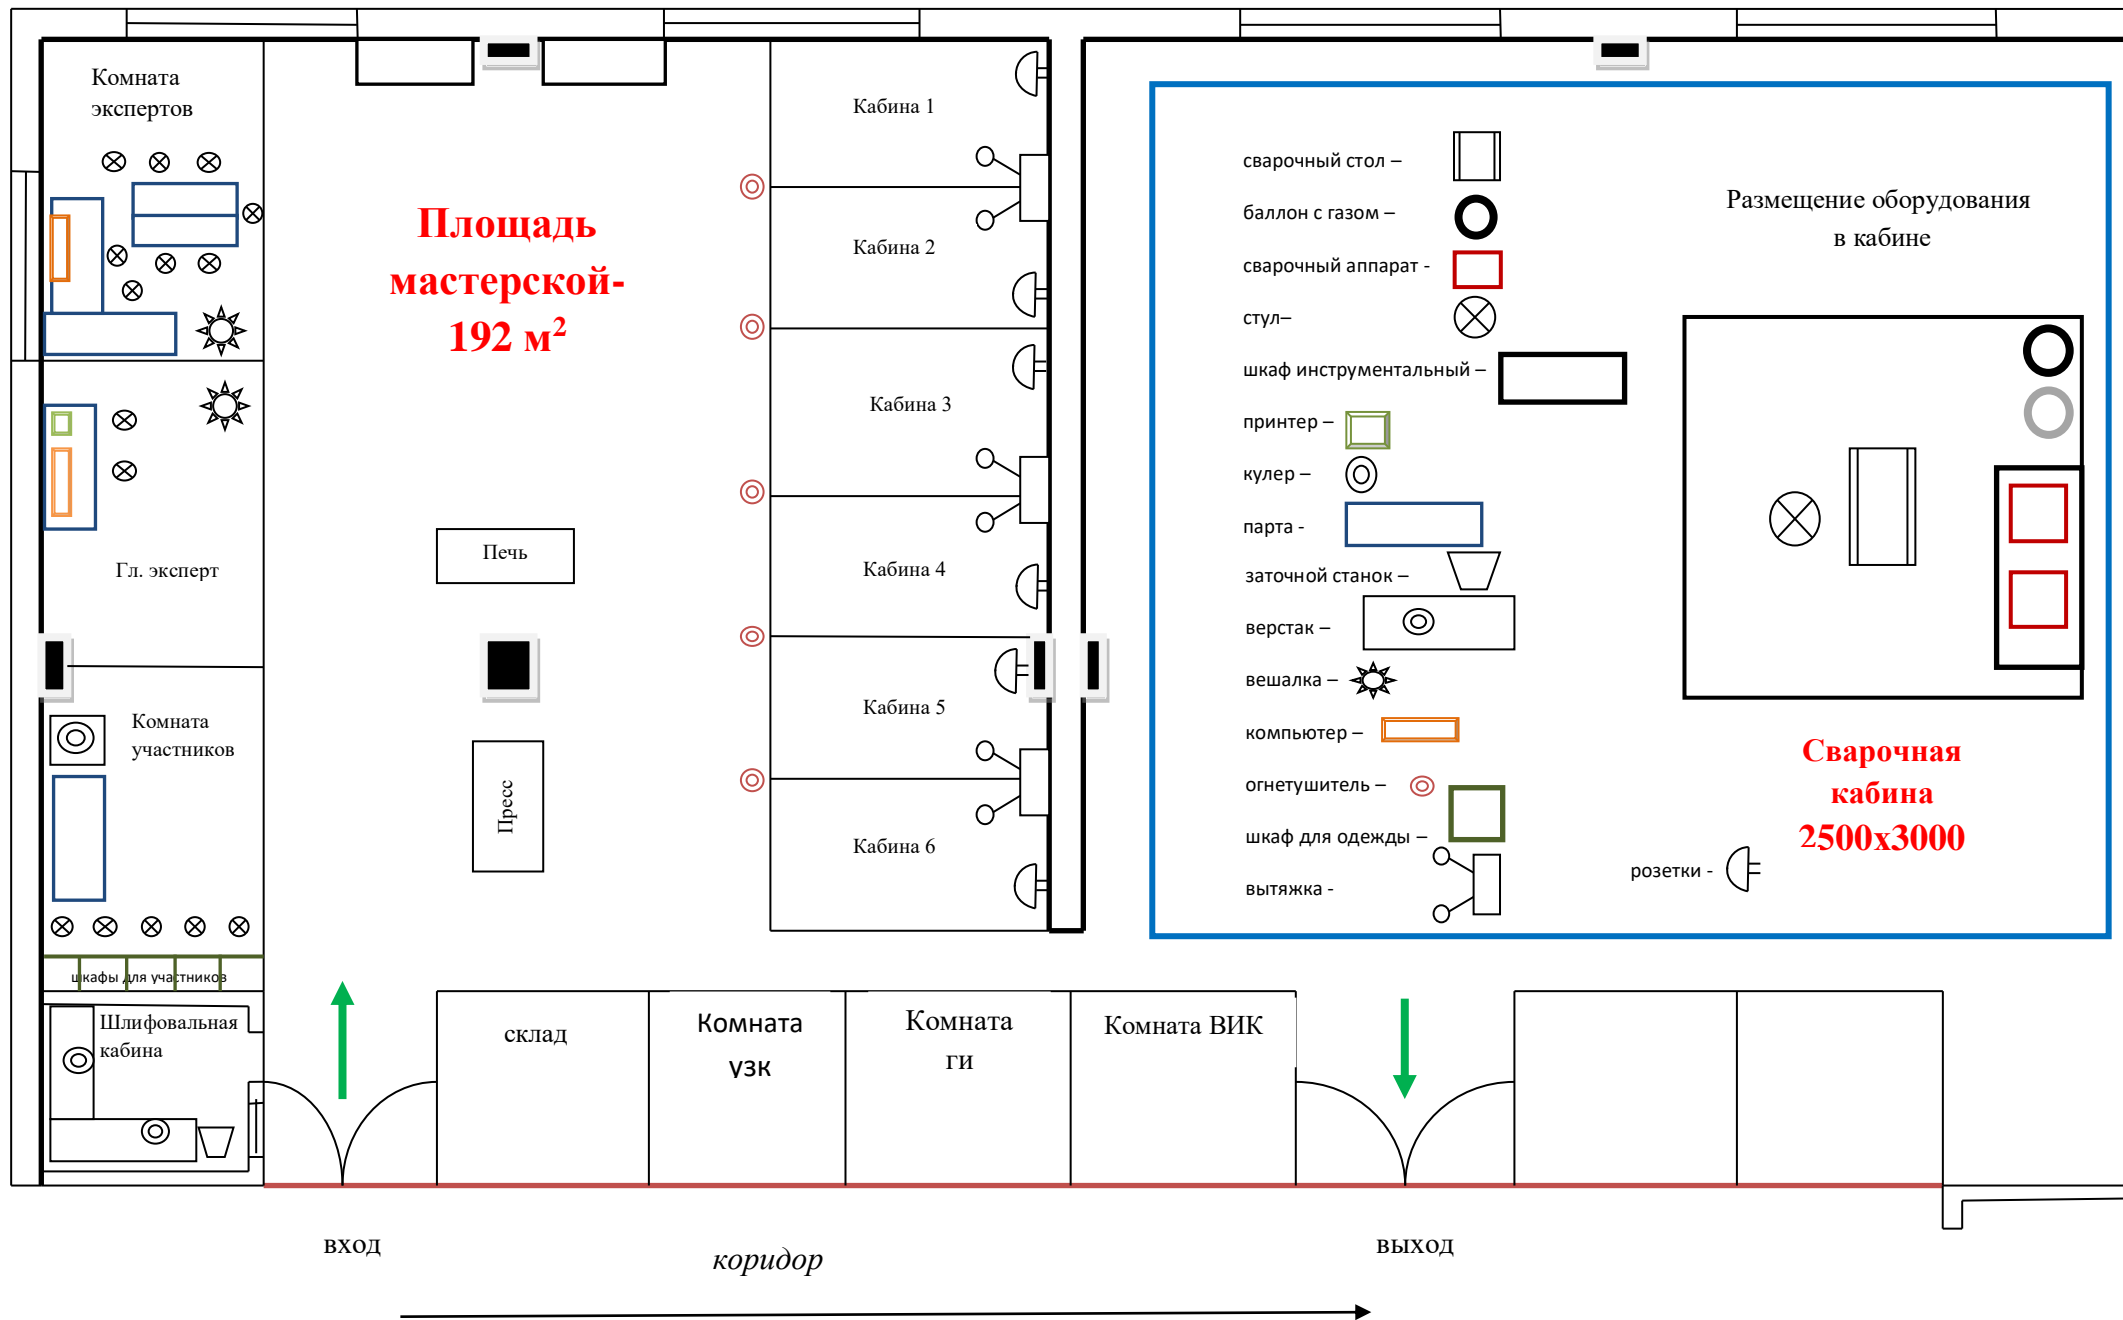 Комната
экспертов
Площадь
мастерской-
192 м²
Гл. эксперт
Комната
участников
шкафы для участников
Шлифовальная
кабина
Печь
Пресс
Кабина 1
Кабина 2
Кабина 3
Кабина 4
Кабина 5
Кабина 6
сварочный стол –
баллон с газом –
сварочный аппарат -
стул–
шкаф инструментальный –
принтер –
кулер –
парта -
заточной станок –
верстак –
вешалка –
компьютер –
огнетушитель –
шкаф для одежды –
вытяжка -
розетки -
Размещение оборудования
в кабине
Сварочная
кабина
2500х3000
склад
Комната
узк
Комната
ги
Комната ВИК
вход
коридор
выход